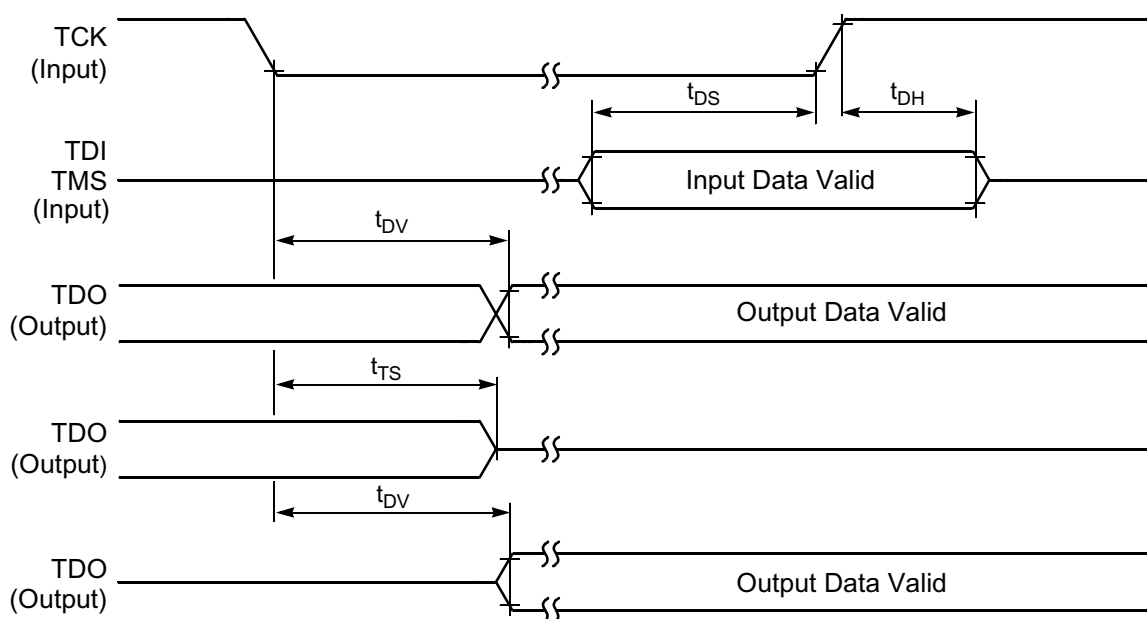 TCK
(Input)
tDS
tDH
TDI
TMS
(Input)
Input Data Valid
tDV
TDO
(Output)
Output Data Valid
tTS
TDO
(Output)
tDV
TDO
(Output)
Output Data Valid